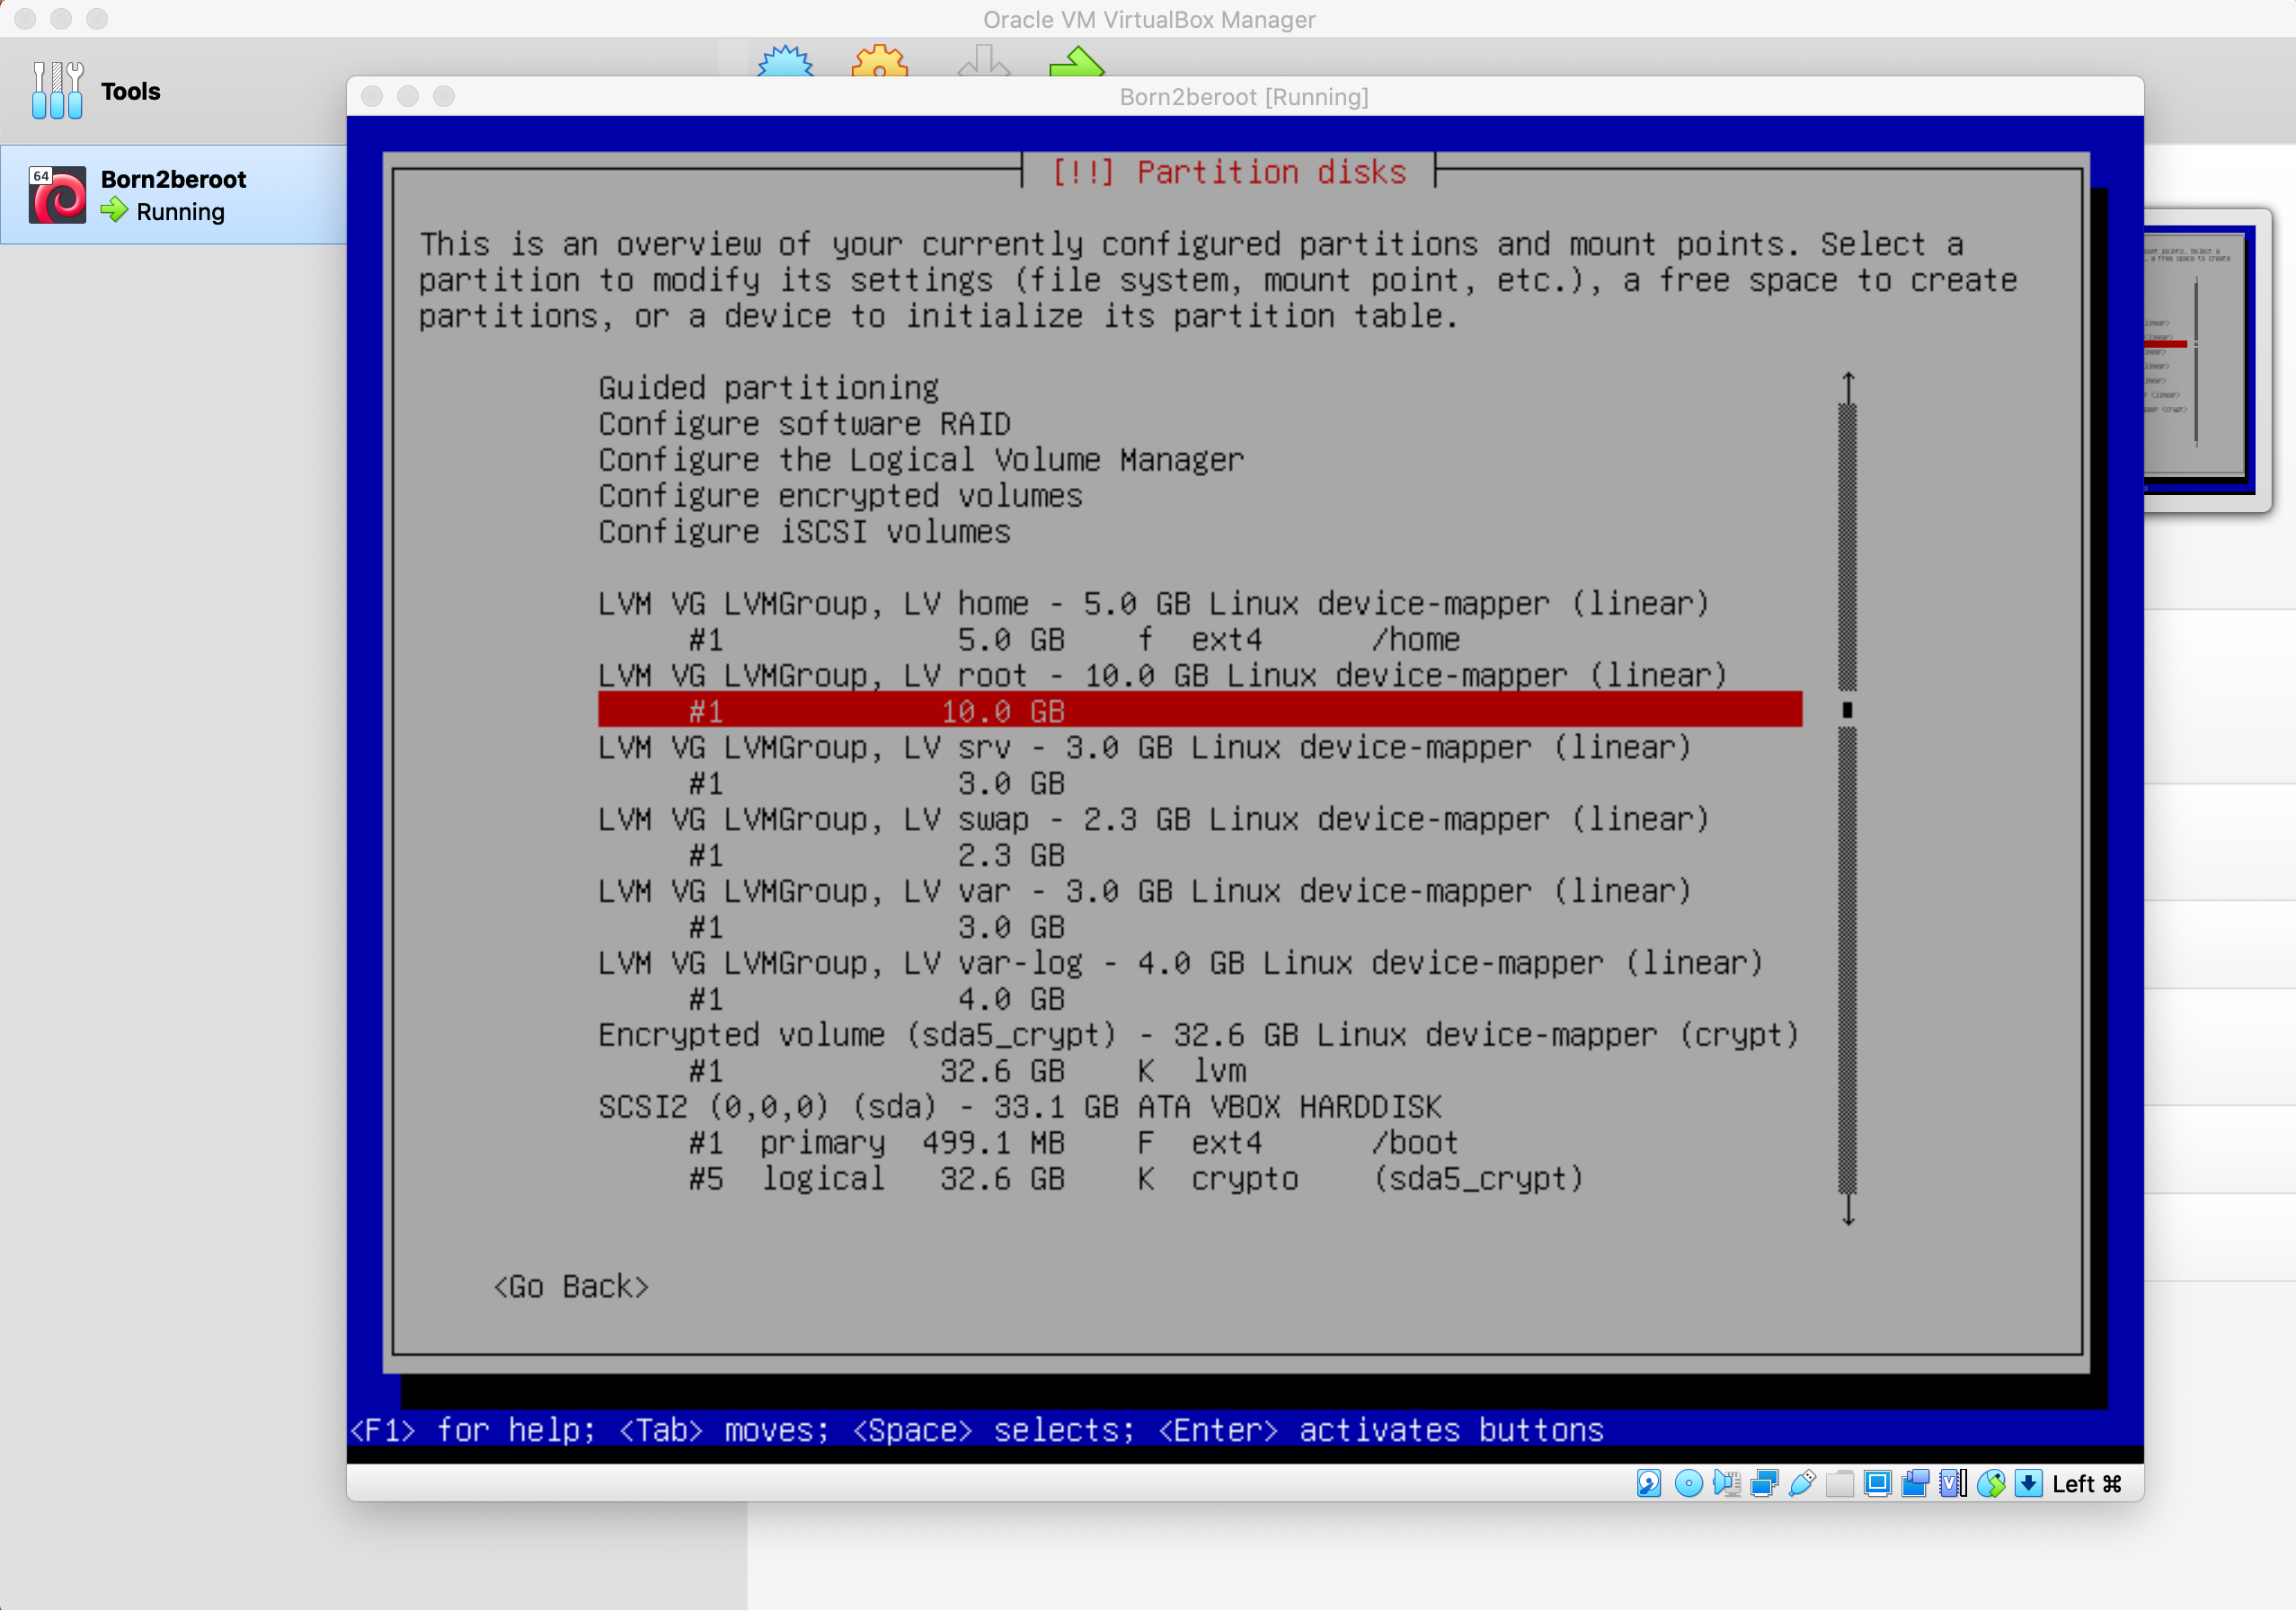 Oracle VM VirtualBox Manager
Tools
Born2beroot [Running]
64
Born2beroot
Running
[!!] Partition disks
This is an overview of your currently configured partitions and mount points. Select a
partition to modify its settings (file system, mount point, etc.), a free space to create
partitions, or a device to initialize its partition table.
Guided partitioning
Configure software RAID
Configure the Logical Volume Manager
Configure encrypted volumes
Configure iSCSI volumes
LVM VG LVMGroup, LV home - 5.0 GB Linux device-mapper (linear)
#1 5.0 GB f ext4 /home
LVM VG LVMGroup, LV root - 10.0 GB Linux device-mapper (linear)
#1 10.0 GB
LVM VG LVMGroup, LV srv - 3.0 GB Linux device-mapper (linear)
#1 3.0 GB
LVM VG LVMGroup, LV swap - 2.3 GB Linux device-mapper (linear)
#1 2.3 GB
LVM VG LVMGroup, LV var - 3.0 GB Linux device-mapper (linear)
#1 3.0 GB
LVM VG LVMGroup, LV var-log - 4.0 GB Linux device-mapper (linear)
#1 4.0 GB
Encrypted volume (sda5_crypt) - 32.6 GB Linux device-mapper (crypt)
#1 32.6 GB K lvm
SCSI2 (0,0,0) (sda) - 33.1 GB ATA VBOX HARDDISK
#1 primary 499.1 MB F ext4 /boot
#5 logical 32.6 GB K crypto (sda5_crypt)
<Go Back>
<F1> for help; <Tab> moves; <Space> selects; <Enter> activates buttons
Left ⌘